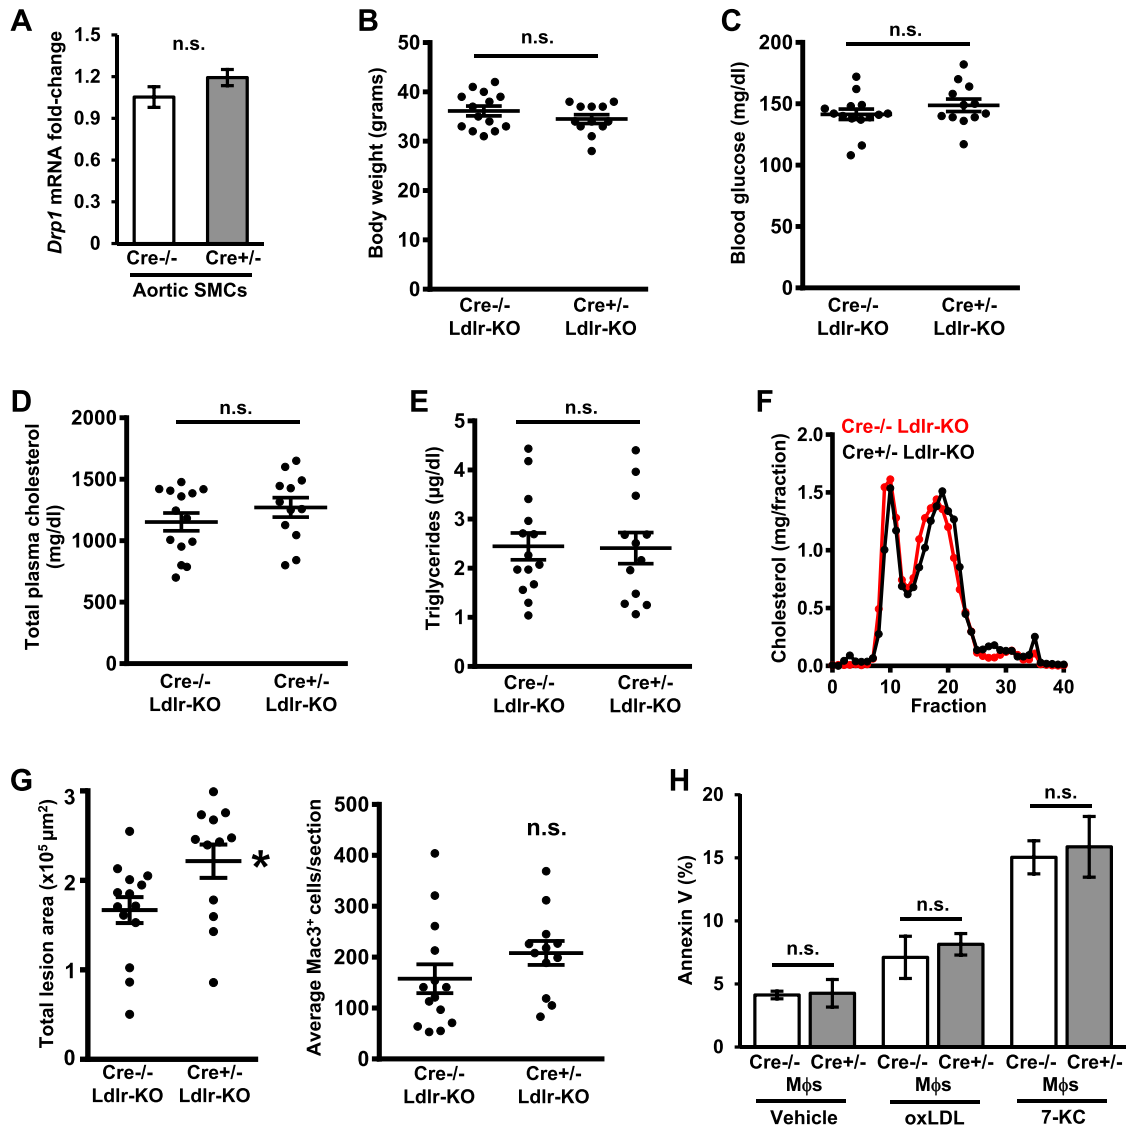 A
n.s.
Drp1 mRNA fold-change
1.5
1.2
0.9
0.6
0.3
0
Cre-/- Cre+/-
Aortic SMCs
B
n.s.
Body weight (grams)
50
40
30
20
10
0
Cre-/- Cre+/-
Ldlr-KO Ldlr-KO
C
n.s.
Blood glucose (mg/dl)
200
150
100
50
0
Cre-/- Cre+/-
Ldlr-KO Ldlr-KO
D
n.s.
Total plasma cholesterol
(mg/dl)
2000
1500
1000
500
0
Cre-/- Cre+/-
Ldlr-KO Ldlr-KO
E
n.s.
Triglycerides (µg/dl)
5
4
3
2
1
0
Cre-/- Cre+/-
Ldlr-KO Ldlr-KO
F
Cre-/- Ldlr-KO
Cre+/- Ldlr-KO
Cholesterol (mg/fraction)
2.0
1.5
1.0
0.5
0.0
0 10 20 30 40
Fraction
G
Total lesion area (x10⁵ µm²)
3
2
1
0
*
Cre-/- Cre+/-
Ldlr-KO Ldlr-KO
Average Mac3⁺ cells/section
500
400
300
200
100
0
n.s.
Cre-/- Cre+/-
Ldlr-KO Ldlr-KO
H
Annexin V (%)
20
15
10
5
0
n.s.
n.s.
n.s.
Cre-/- Cre+/- Cre-/- Cre+/- Cre-/- Cre+/-
Mϕs Mϕs Mϕs
Vehicle oxLDL 7-KC